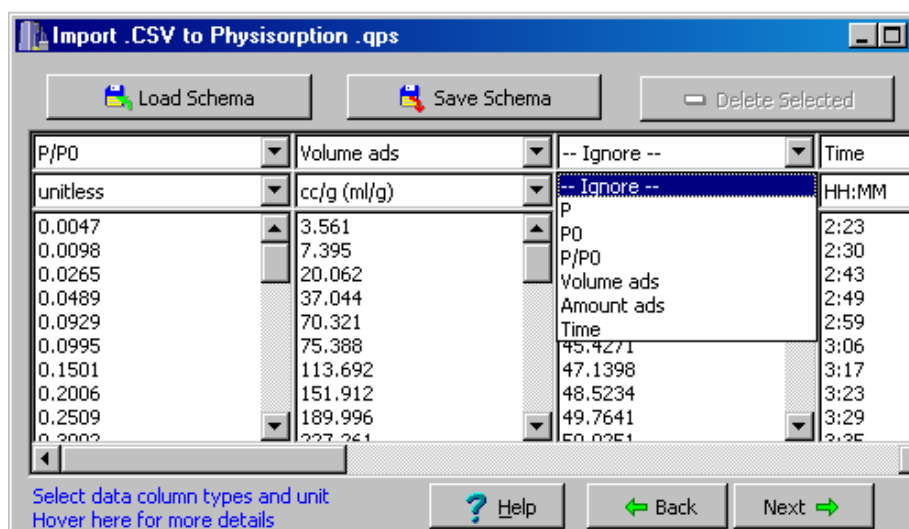 Import .CSV to Physisorption .qps
Load Schema
Save Schema
Delete Selected
P/P0
Volume ads
-- Ignore --
Time
unitless
cc/g (ml/g)
HH:MM
-- Ignore --
P
P0
P/P0
Volume ads
Amount ads
Time
0.0047
0.0098
0.0265
0.0489
0.0929
0.0995
0.1501
0.2006
0.2509
3.561
7.395
20.062
37.044
70.321
75.388
113.692
151.912
189.996
45.4271
47.1398
48.5234
49.7641
2:23
2:30
2:43
2:49
2:59
3:06
3:17
3:23
3:29
Select data column types and unit
Hover here for more details
Help
Back
Next